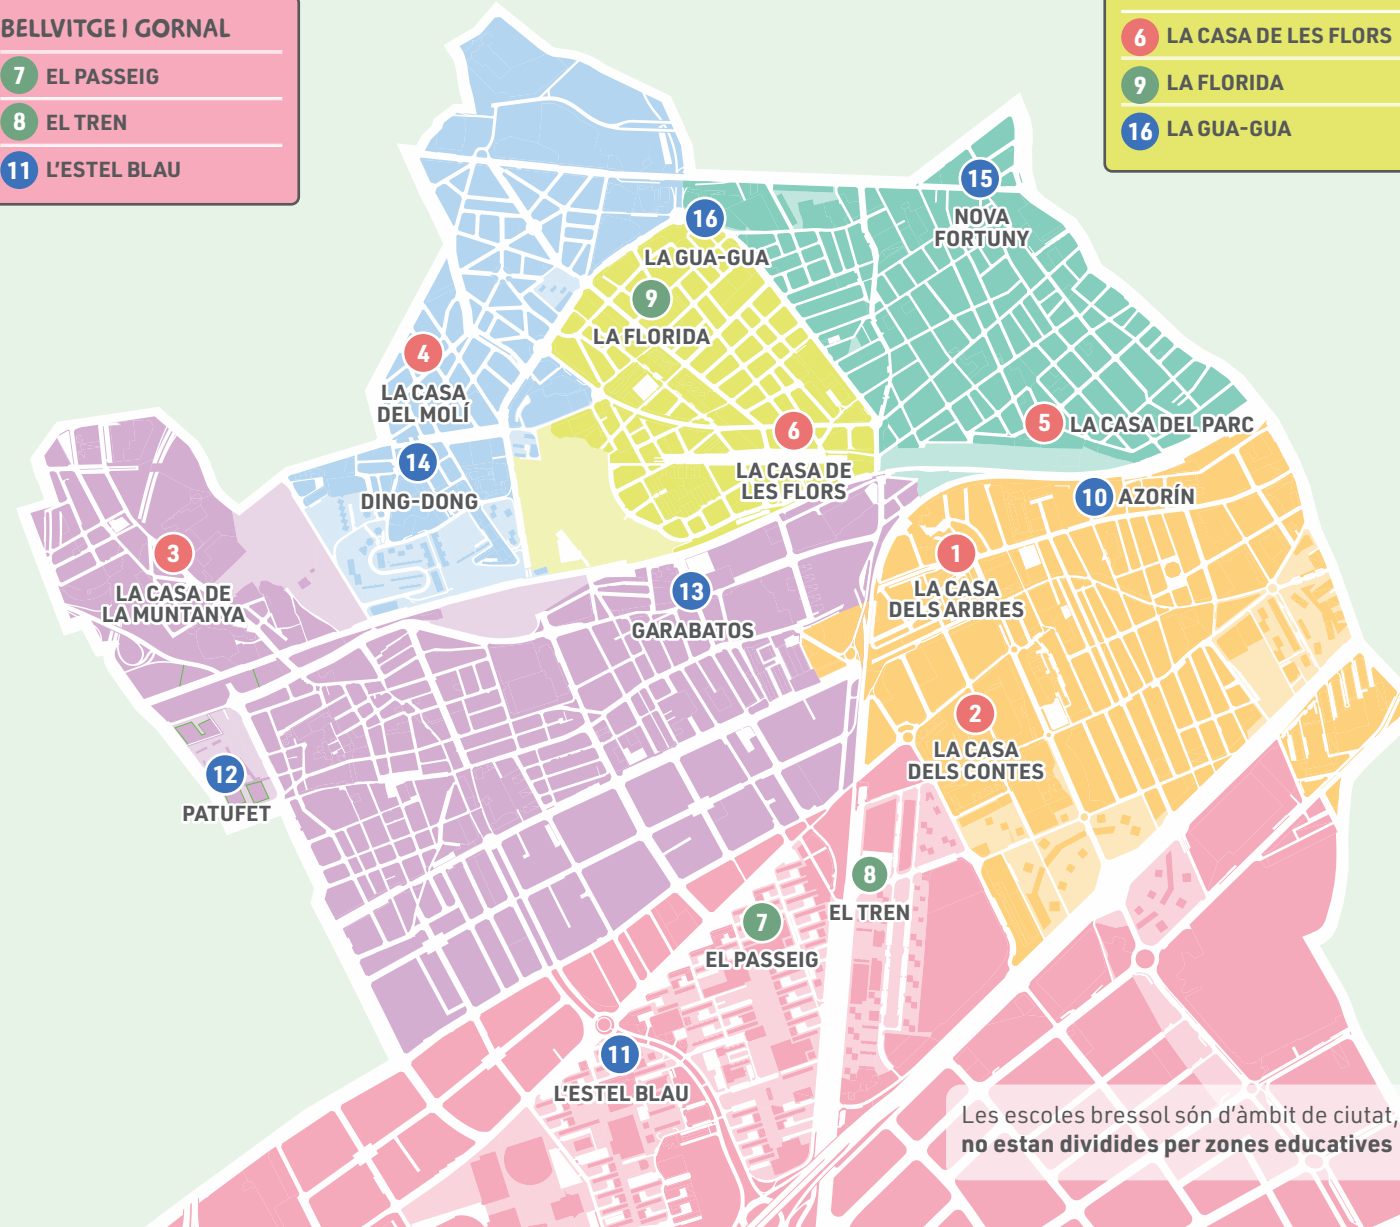 BELLVITGE I GORNAL
7 EL PASSEIG
8 EL TREN
11 L'ESTEL BLAU
6 LA CASA DE LES FLORS
9 LA FLORIDA
16 LA GUA-GUA
15
NOVA
FORTUNY
16
LA GUA-GUA
9
LA FLORIDA
4
LA CASA
DEL MOLÍ
6
LA CASA DE
LES FLORS
5 LA CASA DEL PARC
14
DING-DONG
10 AZORÍN
3
LA CASA DE
LA MUNTANYA
1
LA CASA
DELS ARBRES
13
GARABATOS
2
LA CASA
DELS CONTES
12
PATUFET
8
EL TREN
7
EL PASSEIG
11
L'ESTEL BLAU
Les escoles bressol són d'àmbit de ciutat,
no estan dividides per zones educatives